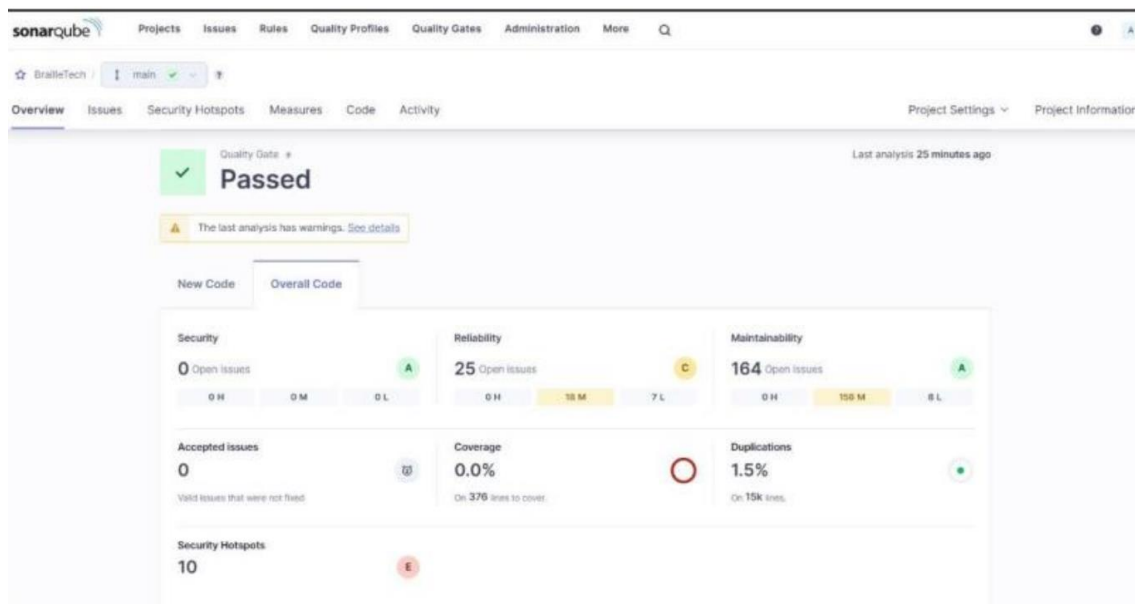 sonarqube Projects Issues Rules Quality Profiles Quality Gates Administration More A
BrailleTech / main
Overview Issues Security Hotspots Measures Code Activity Project Settings Project Information
Quality Gate
Passed
Last analysis 25 minutes ago
The last analysis has warnings. See details
New Code Overall Code
Security
0 Open issues A
0 H 0 M 0 L
Reliability
25 Open issues C
0 H 18 M 7 L
Maintainability
164 Open issues A
0 H 158 M 6 L
Accepted issues
0
Valid issues that were not fixed
Coverage
0.0%
On 376 lines to cover.
Duplications
1.5%
On 15k lines.
Security Hotspots
10 E